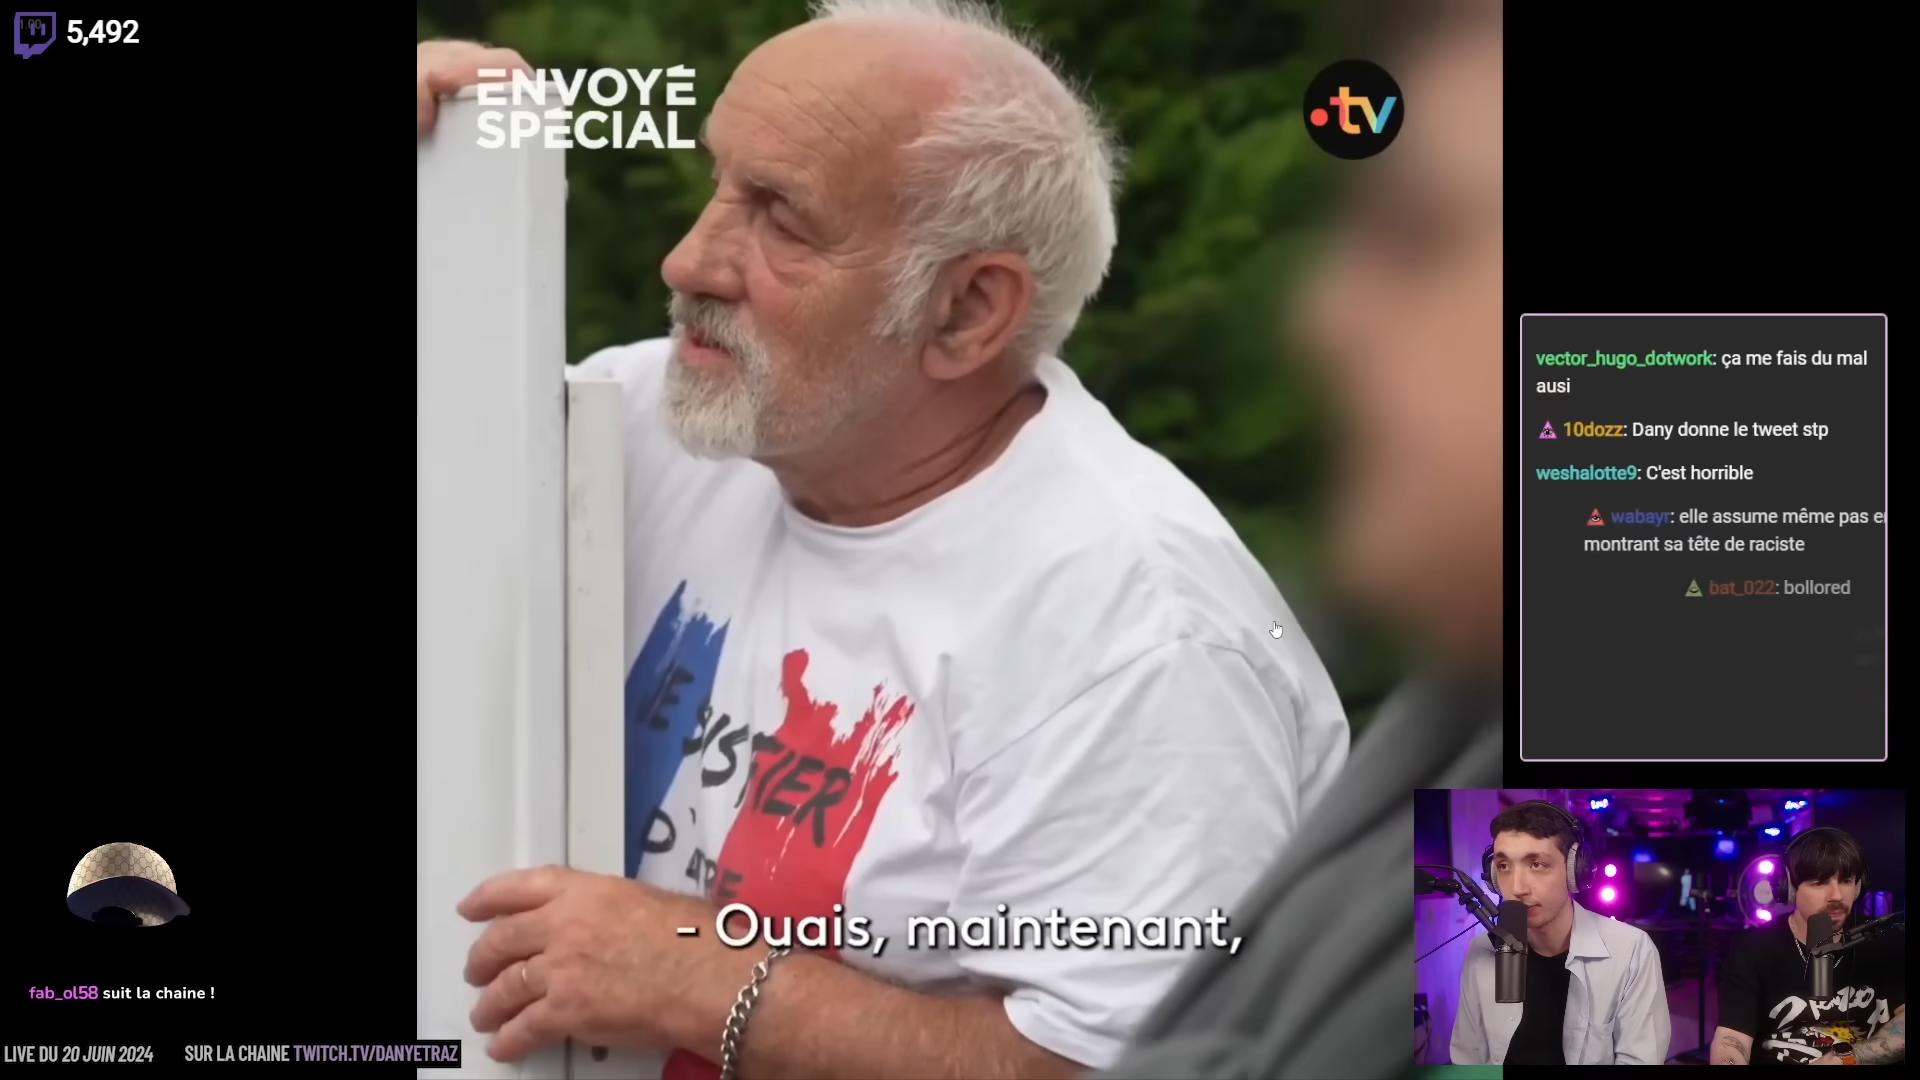 5,492
ENVOYÉ
SPÉCIAL
.tv
vector_hugo_dotwork: ça me fais du mal
ausi
10dozz: Dany donne le tweet stp
weshalotte9: C'est horrible
wabayr: elle assume même pas e
montrant sa tête de raciste
bat_022: bollored
JE
SISTIER
D'
- Ouais, maintenant,
fab_ol58 suit la chaine !
LIVE DU 20 JUIN 2024 SUR LA CHAINE TWITCH.TV/DANYETRAZ